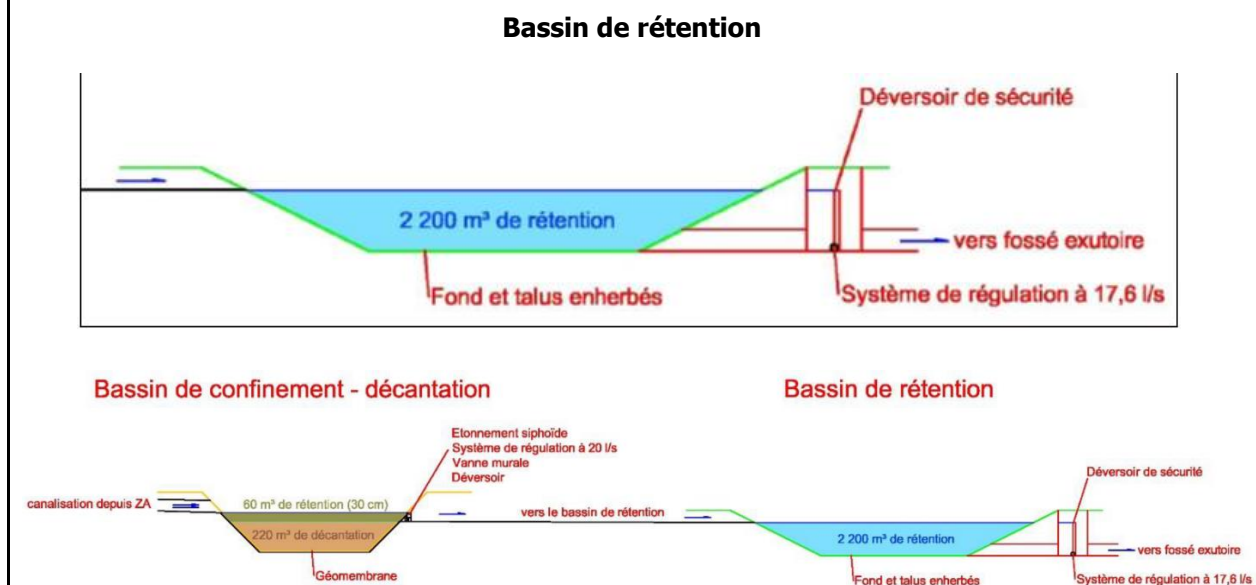 Bassin de rétention
Déversoir de sécurité
2 200 m³ de rétention
vers fossé exutoire
Fond et talus enherbés
Système de régulation à 17,6 l/s
Bassin de confinement - décantation
Bassin de rétention
Etonnement siphoïde
Système de régulation à 20 l/s
Vanne murale
Déversoir
Déversoir de sécurité
canalisation depuis ZA
60 m³ de rétention (30 cm)
vers le bassin de rétention
220 m³ de décantation
2 200 m³ de rétention
vers fossé exutoire
Géomembrane
Fond et talus enherbés
Système de régulation à 17,6 l/s